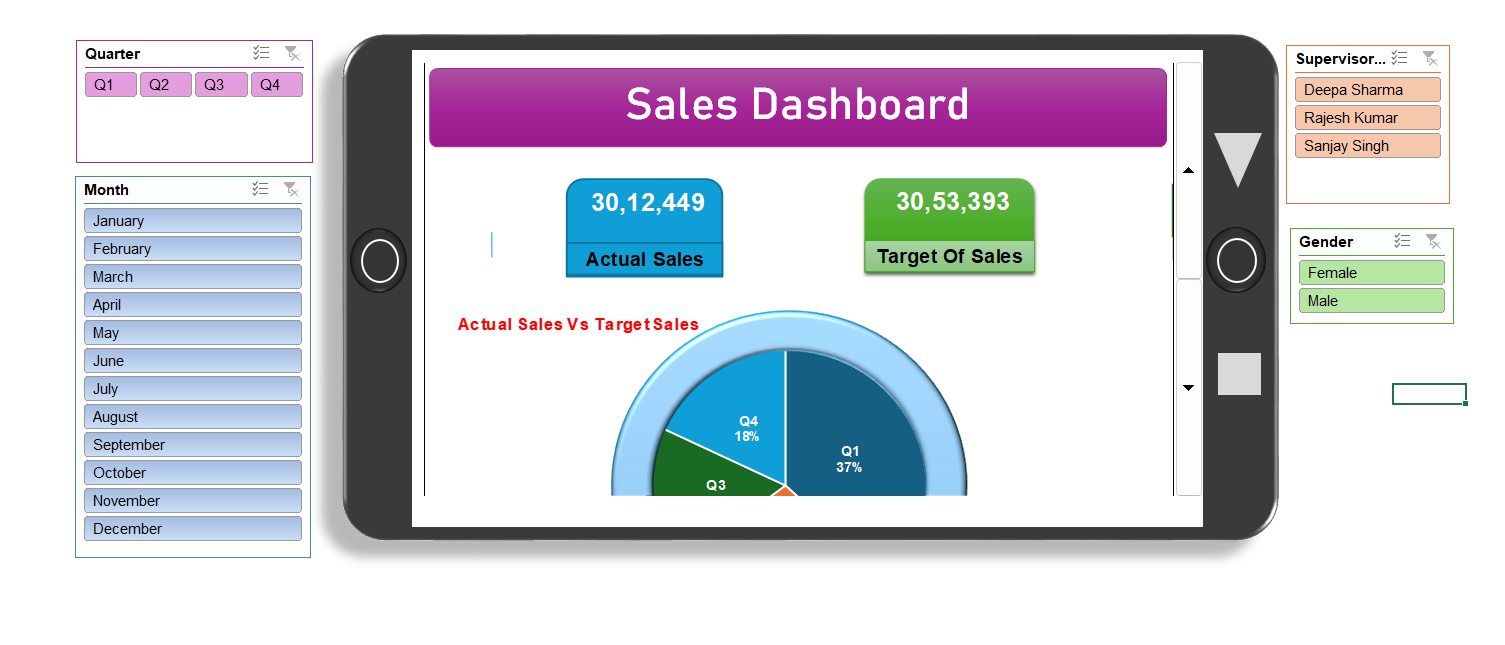 Quarter
Q1
Q2
Q3
Q4
Month
January
February
March
April
May
June
July
August
September
October
November
December
Sales Dashboard
30,12,449
Actual Sales
30,53,393
Target Of Sales
Actual Sales Vs Target Sales
Q4
18%
Q1
37%
Q3
Supervisor...
Deepa Sharma
Rajesh Kumar
Sanjay Singh
Gender
Female
Male